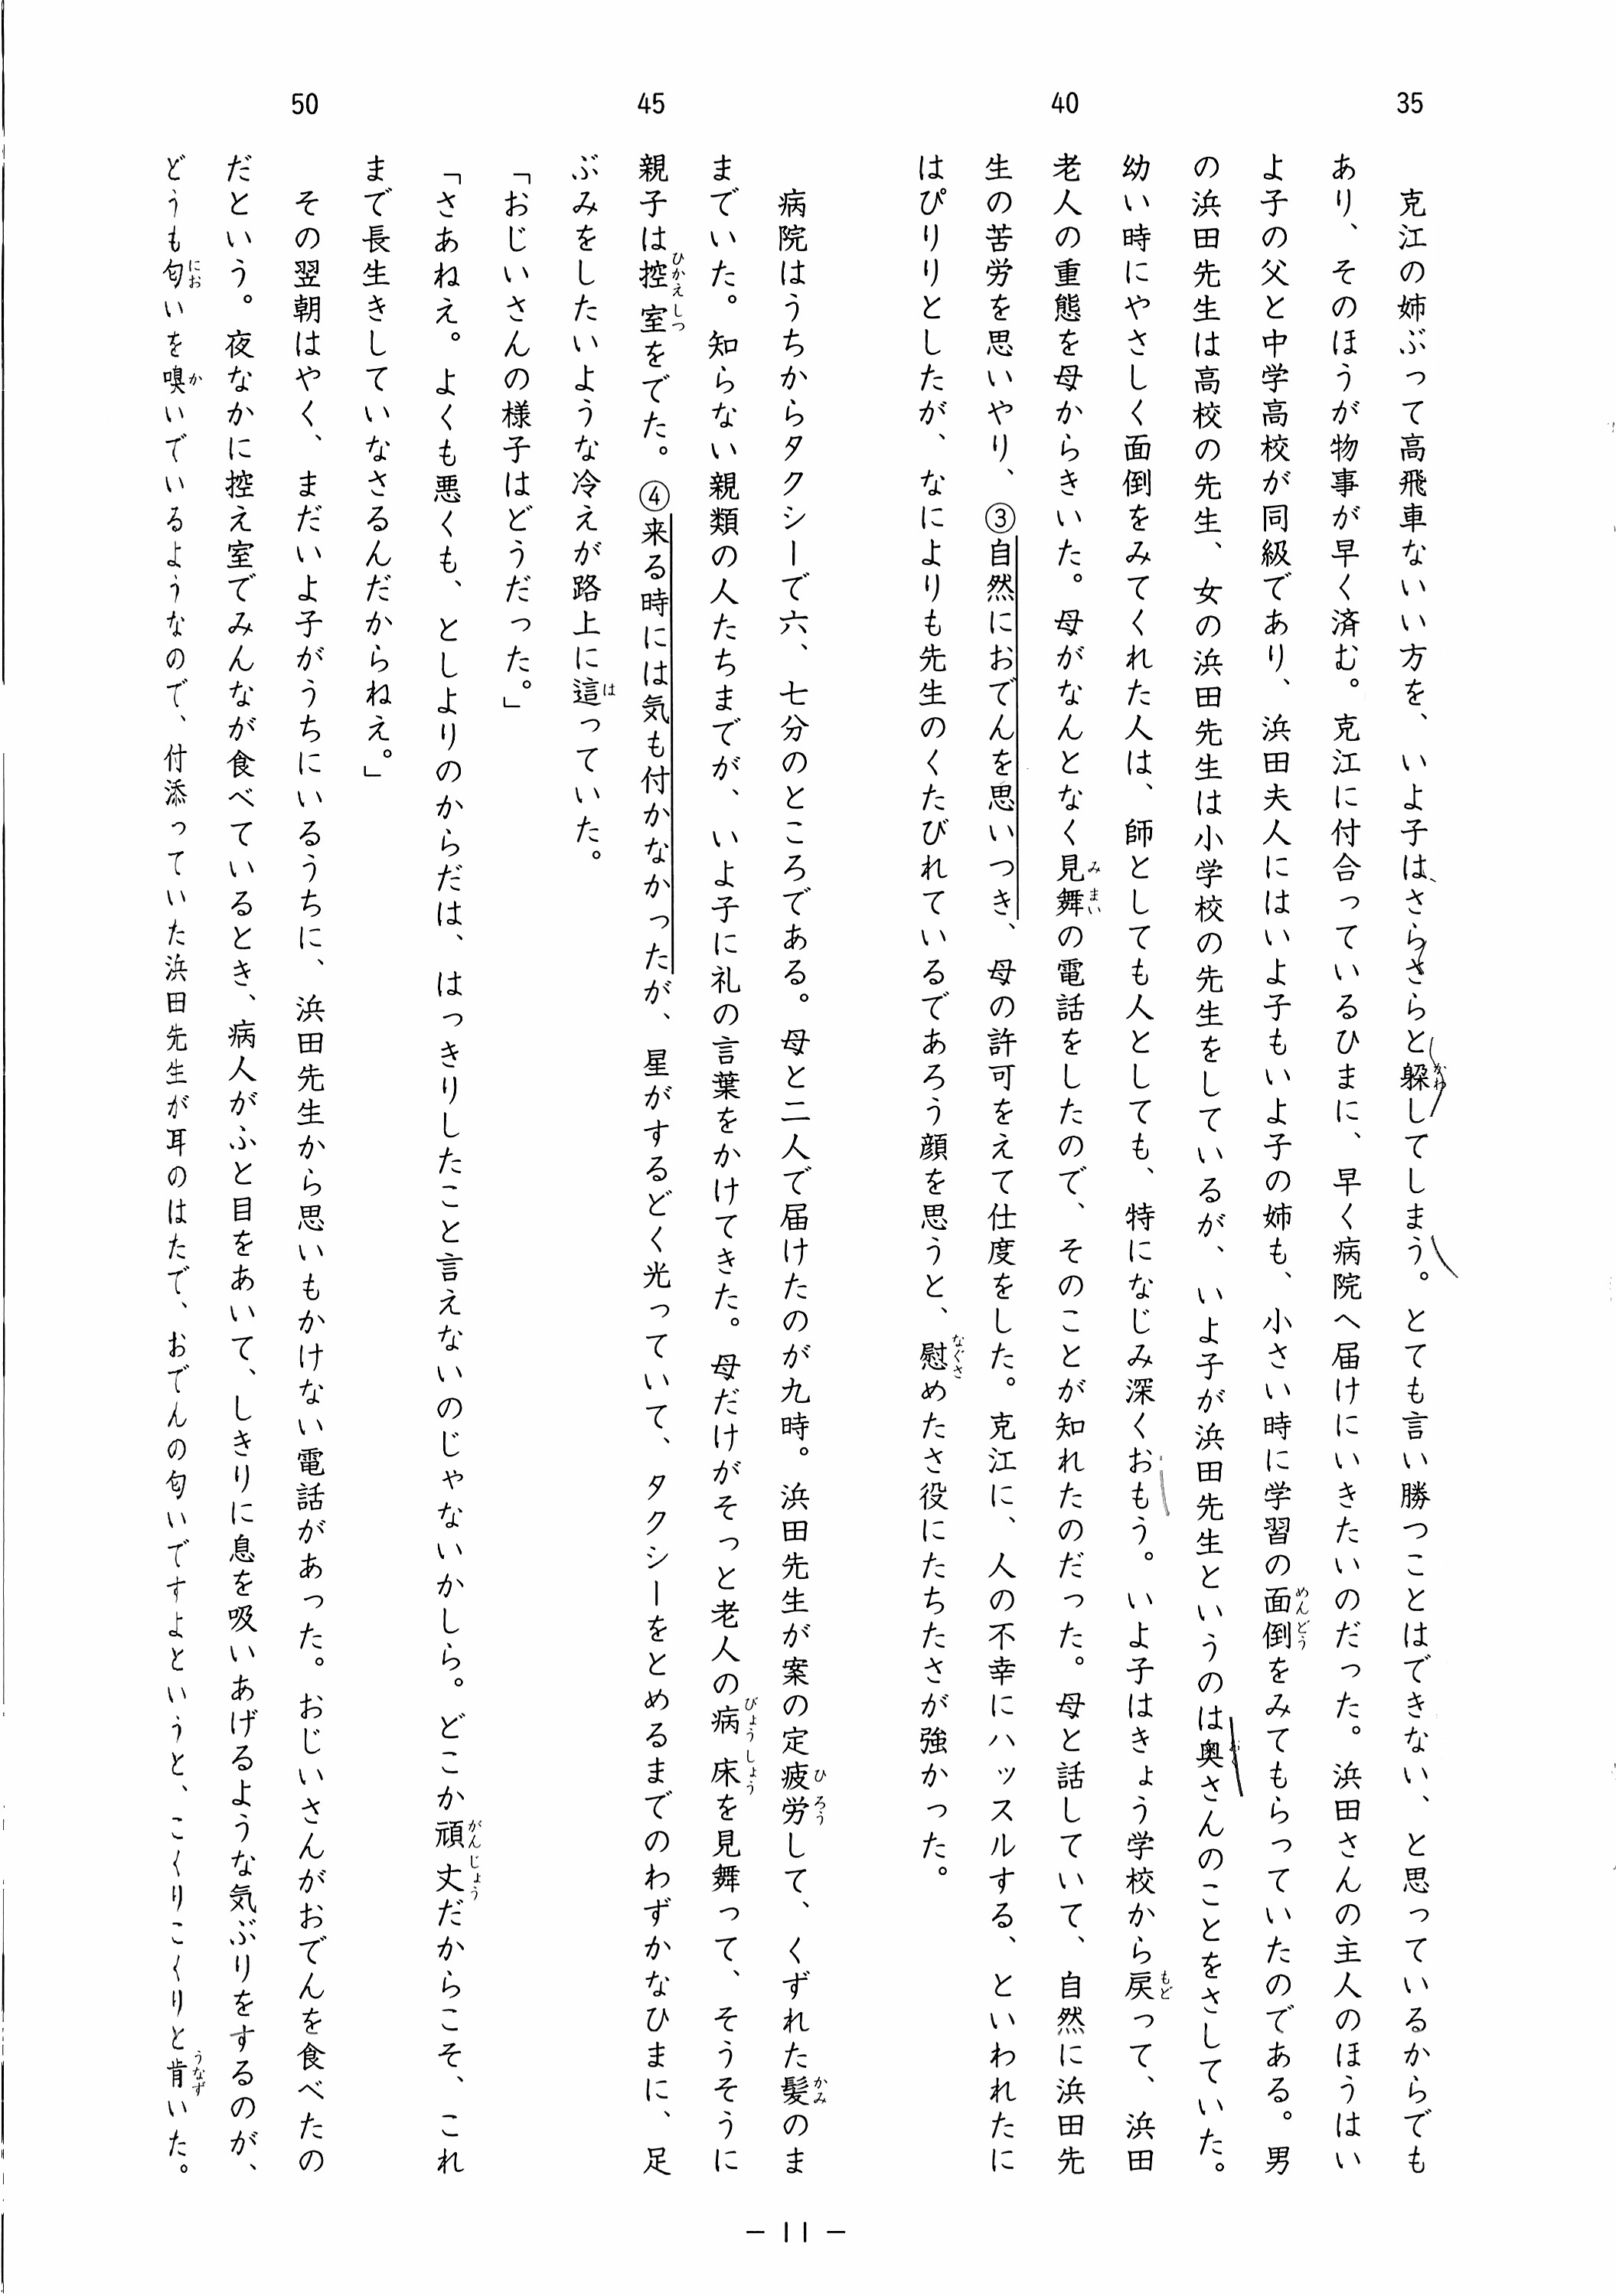 35
克江の姉ぶって高飛車ないい方を、いよ子はさらさらと躱してしまう。とても言い勝つことはできない、と思っているからでも
あり、そのほうが物事が早く済む。克江に付合っているひまに、早く病院へ届けにいきたいのだった。浜田さんの主人のほうはい
よ子の父と中学高校が同級であり、浜田夫人にはいよ子もいよ子の姉も、小さい時に学習の面倒をみてもらっていたのである。男
の浜田先生は高校の先生、女の浜田先生は小学校の先生をしているが、いよ子が浜田先生というのは奥さんのことをさしていた。
幼い時にやさしく面倒をみてくれた人は、師としても人としても、特になじみ深くおもう。いよ子はきょう学校から戻って、浜田
40
老人の重態を母からきいた。母がなんとなく見舞の電話をしたので、そのことが知れたのだった。母と話していて、自然に浜田先
生の苦労を思いやり、③自然におでんを思いつき、母の許可をえて仕度をした。克江に、人の不幸にハッスルする、といわれたに
はぴりりとしたが、なによりも先生のくたびれているであろう顔を思うと、慰めたさ役にたちたさが強かった。
病院はうちからタクシーで六、七分のところである。母と二人で届けたのが九時。浜田先生が案の定疲労して、くずれた髪のま
までいた。知らない親類の人たちまでが、いよ子に礼の言葉をかけてきた。母だけがそっと老人の病床を見舞って、そうそうに
45
親子は控室をでた。④来る時には気も付かなかったが、星がするどく光っていて、タクシーをとめるまでのわずかなひまに、足
ぶみをしたいような冷えが路上に這っていた。
「おじいさんの様子はどうだった。」
「さあねえ。よくも悪くも、としよりのからだは、はっきりしたこと言えないのじゃないかしら。どこか頑丈だからこそ、これ
まで長生きしていなさるんだからねえ。」
50
その翌朝はやく、まだいよ子がうちにいるうちに、浜田先生から思いもかけない電話があった。おじいさんがおでんを食べたの
だという。夜なかに控え室でみんなが食べているとき、病人がふと目をあいて、しきりに息を吸いあげるような気ぶりをするのが、
どうも匂いを嗅いでいるようなので、付添っていた浜田先生が耳のはたで、おでんの匂いですよというと、こくりこくりと肯いた。
- 11 -